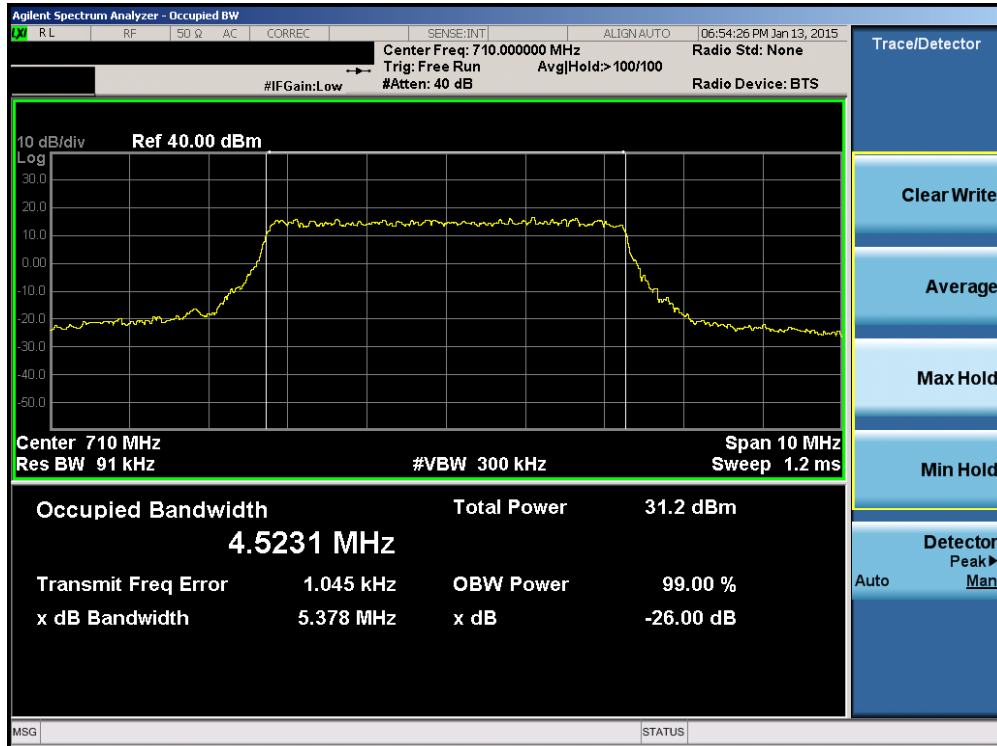 Agilent Spectrum Analyzer - Occupied BW
LXI RL RF 50 Ω AC CORREC SENSE:INT ALIGN AUTO 06:54:26 PM Jan 13, 2015
Center Freq: 710.000000 MHz Radio Std: None
Trig: Free Run Avg|Hold:>100/100
#IFGain:Low #Atten: 40 dB Radio Device: BTS
10 dB/div Ref 40.00 dBm
Log
30.0
20.0
10.0
0.00
-10.0
-20.0
-30.0
-40.0
-50.0
Center 710 MHz Span 10 MHz
Res BW 91 kHz #VBW 300 kHz Sweep 1.2 ms
Occupied Bandwidth Total Power 31.2 dBm
4.5231 MHz
Transmit Freq Error 1.045 kHz OBW Power 99.00 %
x dB Bandwidth 5.378 MHz x dB -26.00 dB
MSG STATUS
Trace/Detector
Clear Write
Average
Max Hold
Min Hold
Detector
Peak▶
Auto Man